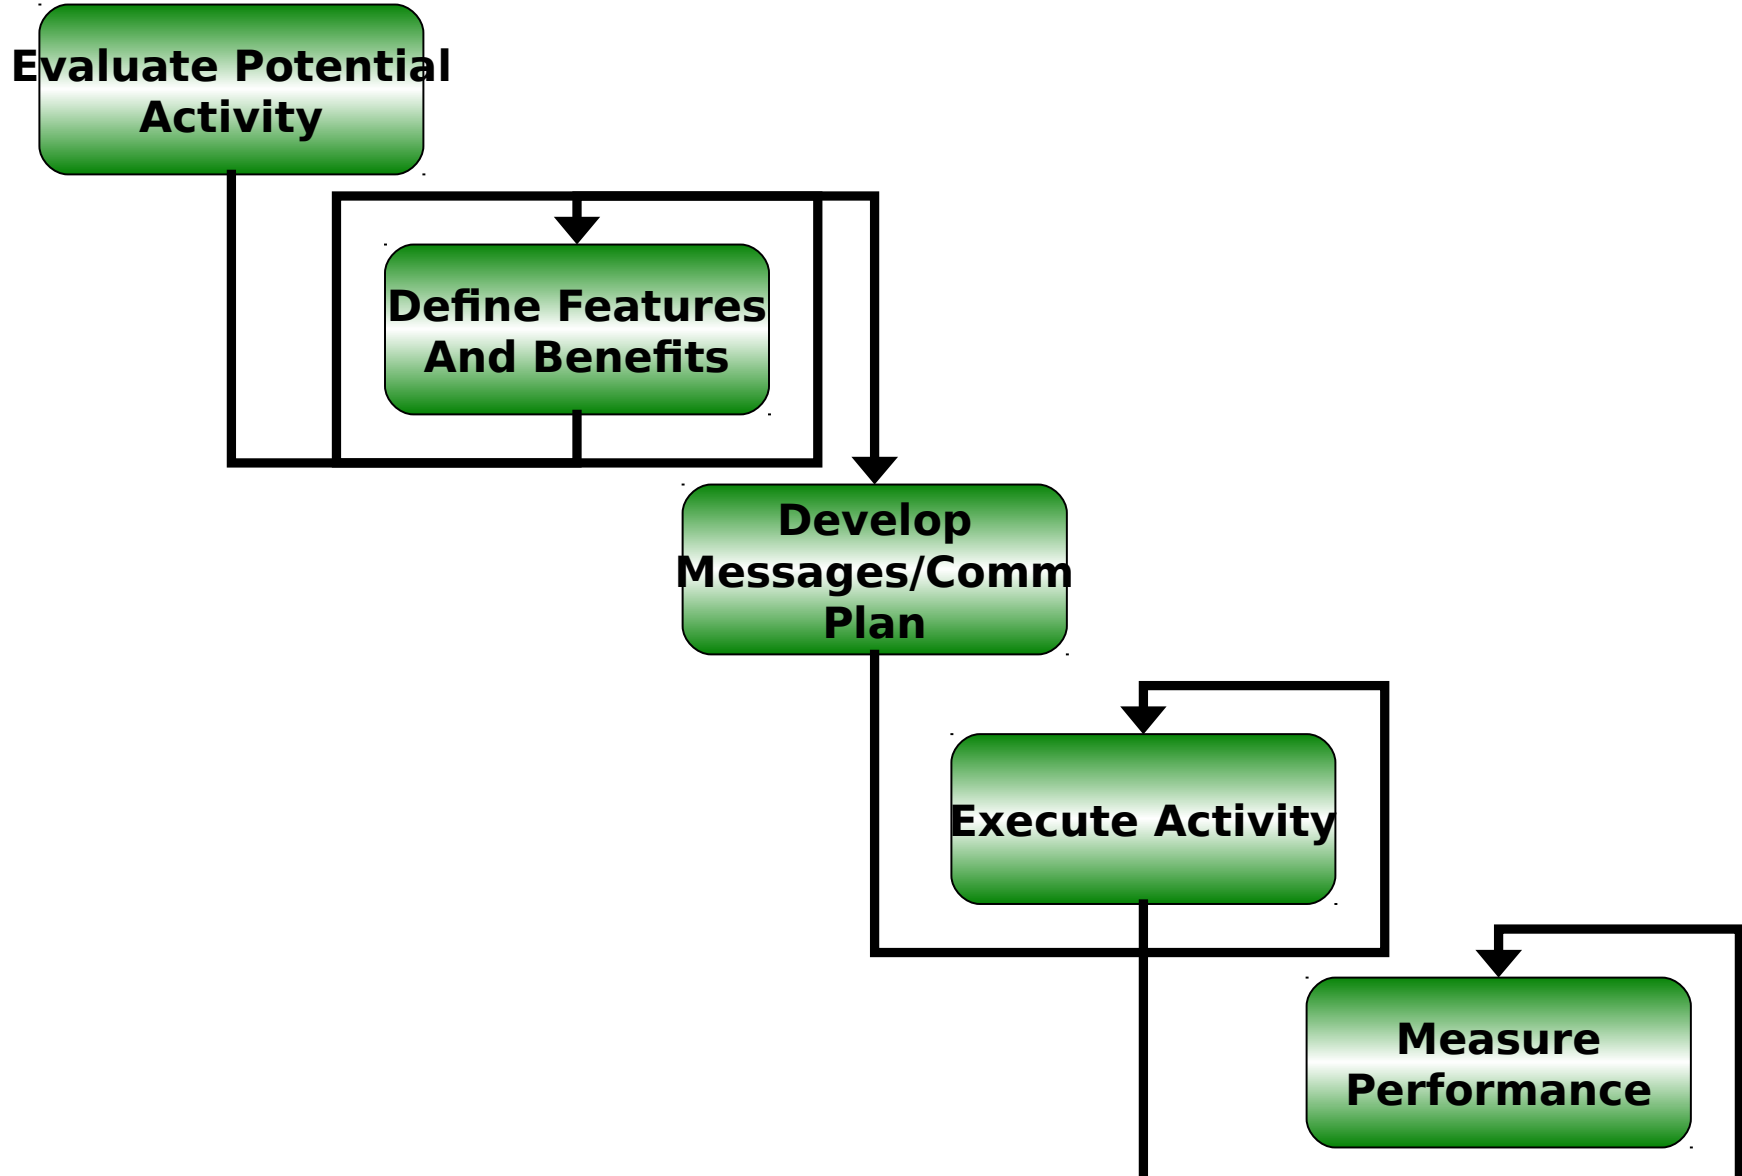 Evaluate Potential
Activity
Define Features
And Benefits
Develop
Messages/Comm
Plan
Execute Activity
Measure
Performance